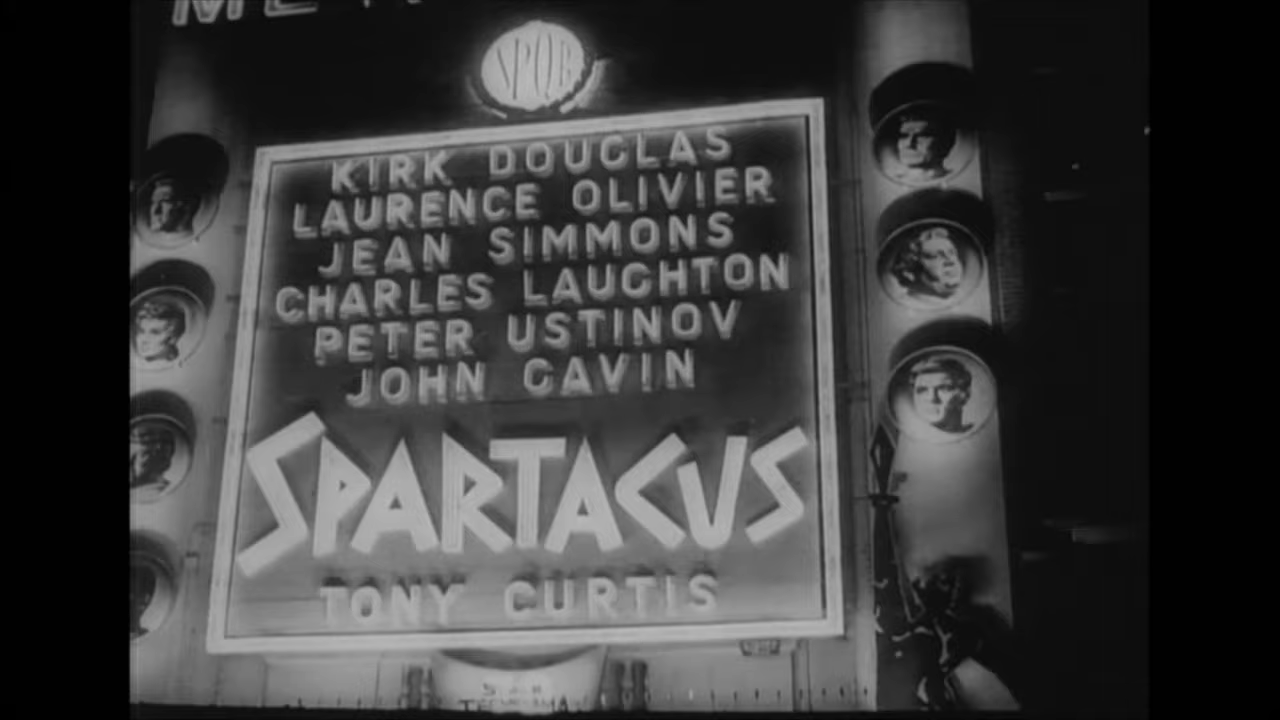 SPQR
KIRK DOUGLAS
LAURENCE OLIVIER
JEAN SIMMONS
CHARLES LAUGHTON
PETER USTINOV
JOHN GAVIN
SPARTACUS
TONY CURTIS